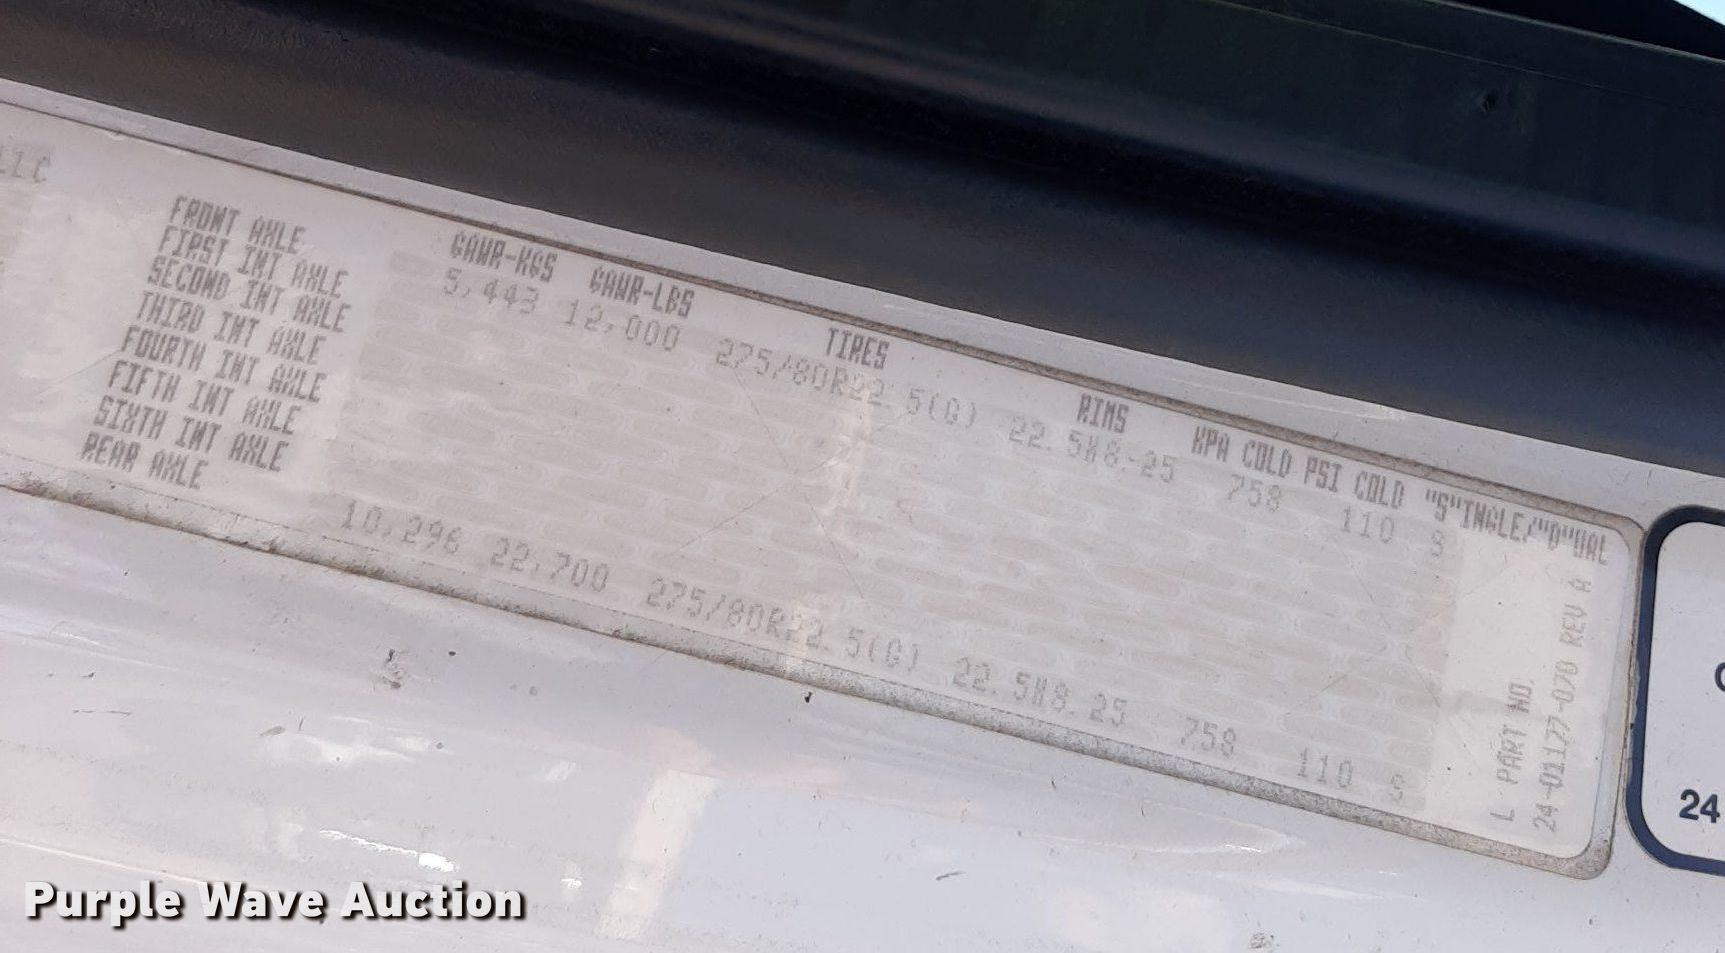 LLC
GAWR-KGS GAWR-LBS TIRES RIMS KPA COLD PSI COLD "S"INGLE/"D"UAL
FRONT AXLE 5,443 12,000 275/80R22.5(G) 22.5X8.25 758 110 S
FIRST INT AXLE
SECOND INT AXLE
THIRD INT AXLE
FOURTH INT AXLE
FIFTH INT AXLE
SIXTH INT AXLE
REAR AXLE 10,296 22,700 275/80R22.5(G) 22.5X8.25 758 110 S
L PART NO.
24-01177-070 REV A
24
Purple Wave Auction